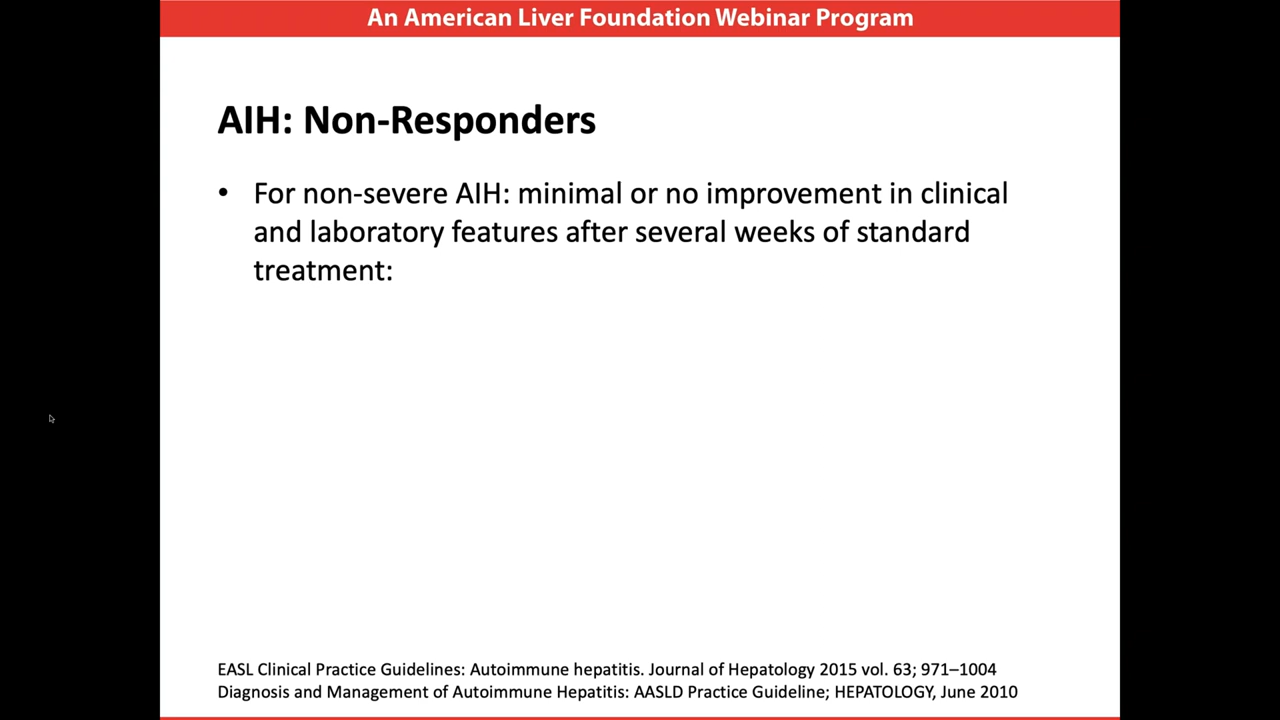 An American Liver Foundation Webinar Program
AIH: Non-Responders
• For non-severe AIH: minimal or no improvement in clinical
and laboratory features after several weeks of standard
treatment:
EASL Clinical Practice Guidelines: Autoimmune hepatitis. Journal of Hepatology 2015 vol. 63; 971–1004
Diagnosis and Management of Autoimmune Hepatitis: AASLD Practice Guideline; HEPATOLOGY, June 2010